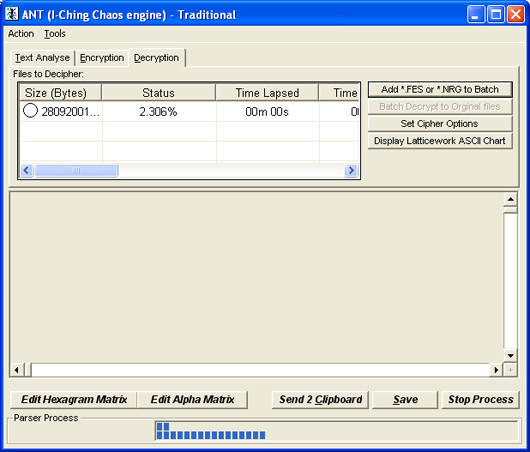 ANT (I-Ching Chaos engine) - Traditional
Action Tools
Text Analyse Encryption Decryption
Files to Decipher:
Size (Bytes) Status Time Lapsed Time
28092001... 2.306% 00m 00s
Add *.FES or *.NRG to Batch
Batch Decrypt to Orginal files
Set Cipher Options
Display Latticework ASCII Chart
Edit Hexagram Matrix Edit Alpha Matrix Send 2 Clipboard Save Stop Process
Parser Process